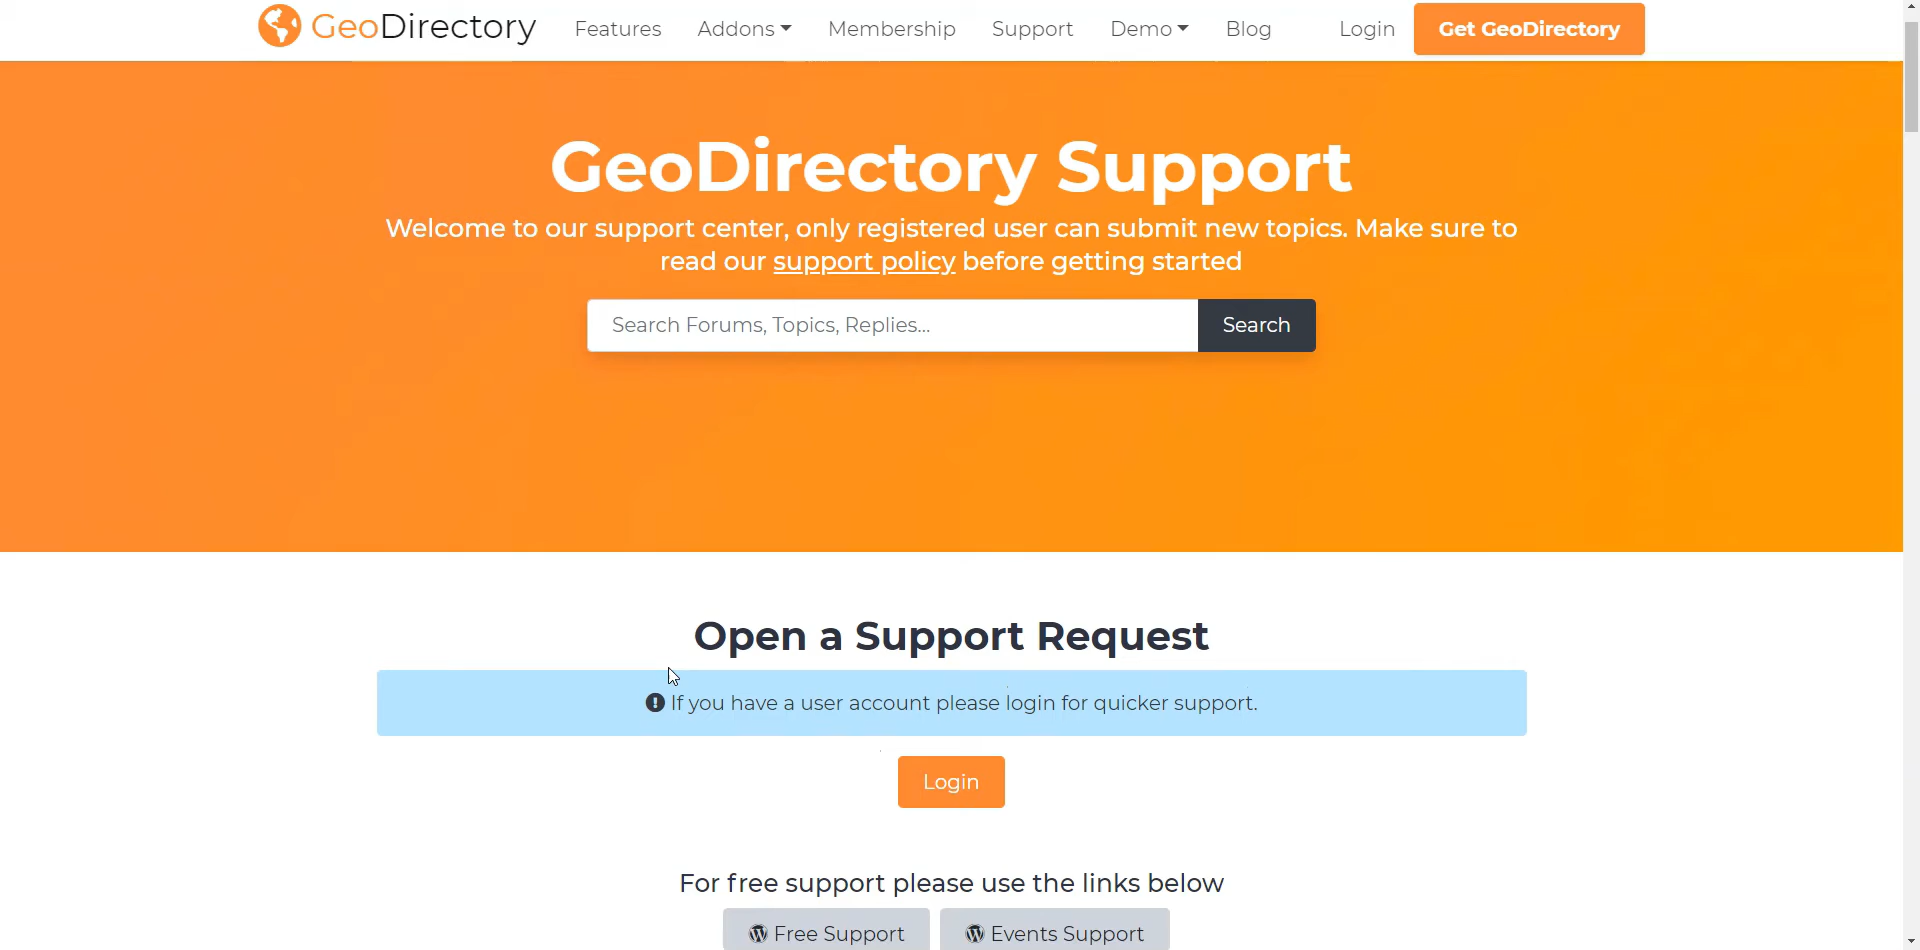 GeoDirectory Features Addons Membership Support Demo Blog Login Get GeoDirectory
GeoDirectory Support
Welcome to our support center, only registered user can submit new topics. Make sure to
read our support policy before getting started
Search Forums, Topics, Replies... Search
Open a Support Request
If you have a user account please login for quicker support.
Login
For free support please use the links below
Free Support Events Support